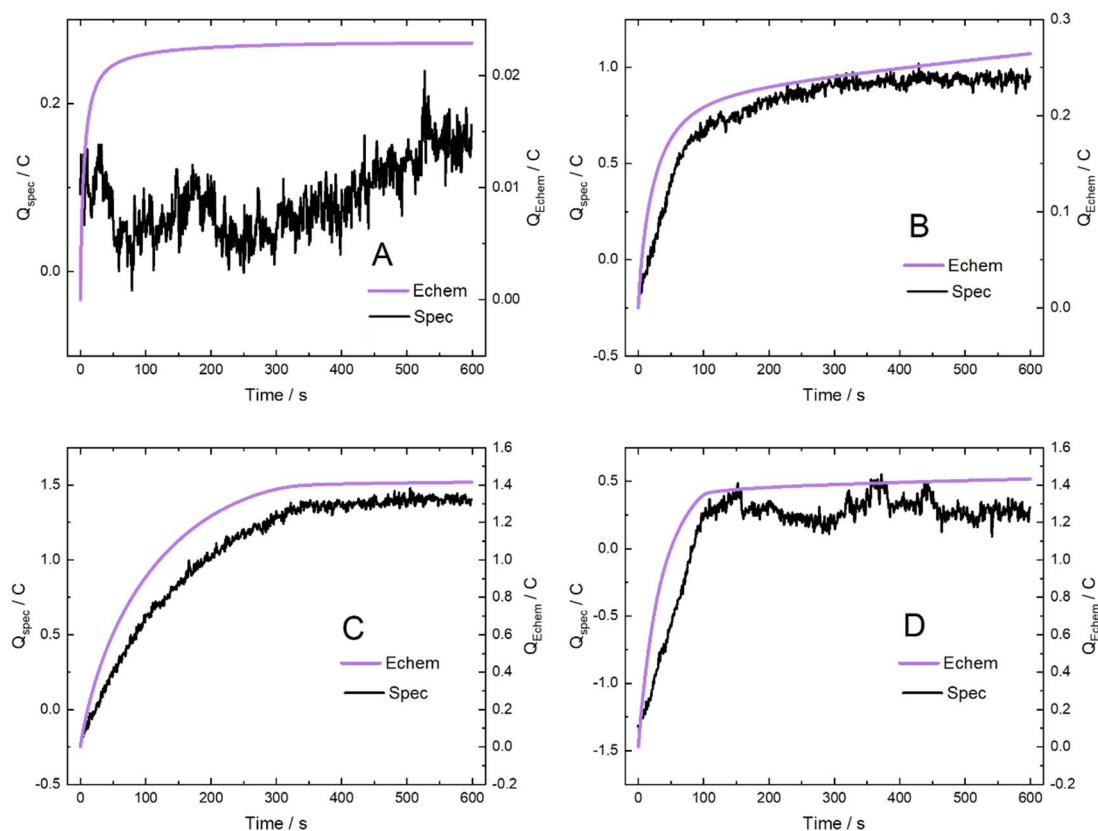 0.2
0.0
Q_spec / C
0.02
0.01
0.00
Q_Echem / C
A
Echem
Spec
0 100 200 300 400 500 600
Time / s
1.0
0.5
0.0
-0.5
Q_spec / C
0.3
0.2
0.1
0.0
Q_Echem / C
B
Echem
Spec
0 100 200 300 400 500 600
Time / s
1.5
1.0
0.5
0.0
-0.5
Q_spec / C
1.6
1.4
1.2
1.0
0.8
0.6
0.4
0.2
0.0
-0.2
Q_Echem / C
C
Echem
Spec
0 100 200 300 400 500 600
Time / s
0.5
0.0
-0.5
-1.0
-1.5
Q_spec / C
1.6
1.4
1.2
1.0
0.8
0.6
0.4
0.2
0.0
-0.2
Q_Echem / C
D
Echem
Spec
0 100 200 300 400 500 600
Time / s